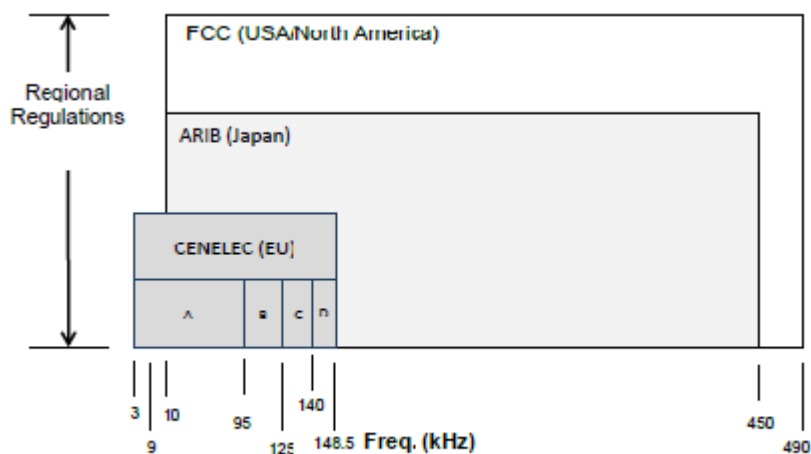 FCC (USA/North America)
Regional
Regulations
ARIB (Japan)
CENELEC (EU)
A B C D
3 10 95 140 450
9 125 148.5 Freq. (kHz) 490